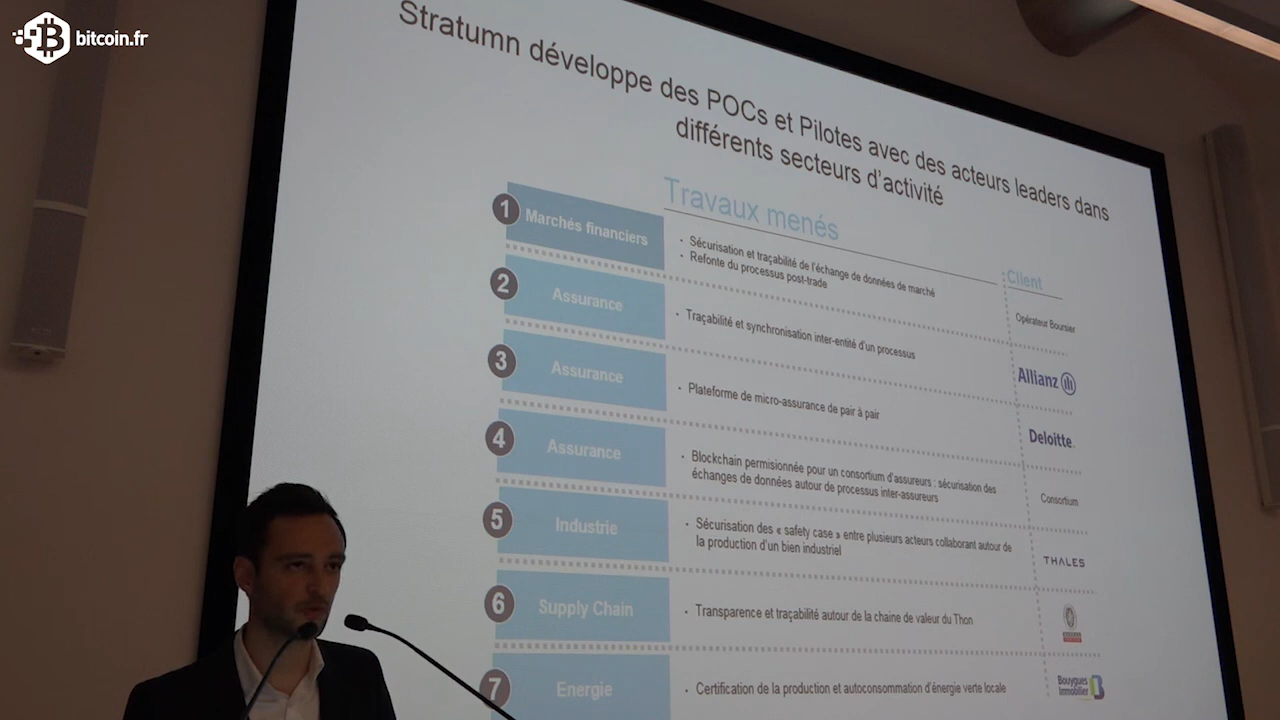 bitcoin.fr
Stratumn développe des POCs et Pilotes avec des acteurs leaders dans
différents secteurs d'activité
Travaux menés
Client
1
Marchés financiers
• Sécurisation et traçabilité de l'échange de données de marché
• Refonte du processus post-trade
Opérateur Boursier
2
Assurance
• Traçabilité et synchronisation inter-entité d'un processus
Allianz
3
Assurance
• Plateforme de micro-assurance de pair à pair
Deloitte.
4
Assurance
• Blockchain permisionnée pour un consortium d'assureurs : sécurisation des
échanges de données autour de processus inter-assureurs
Consortium
5
Industrie
• Sécurisation des « safety case » entre plusieurs acteurs collaborant autour de
la production d'un bien industriel
THALES
6
Supply Chain
• Transparence et traçabilité autour de la chaine de valeur du Thon
7
Energie
• Certification de la production et autoconsommation d'énergie verte locale
Bouygues
Immobilier